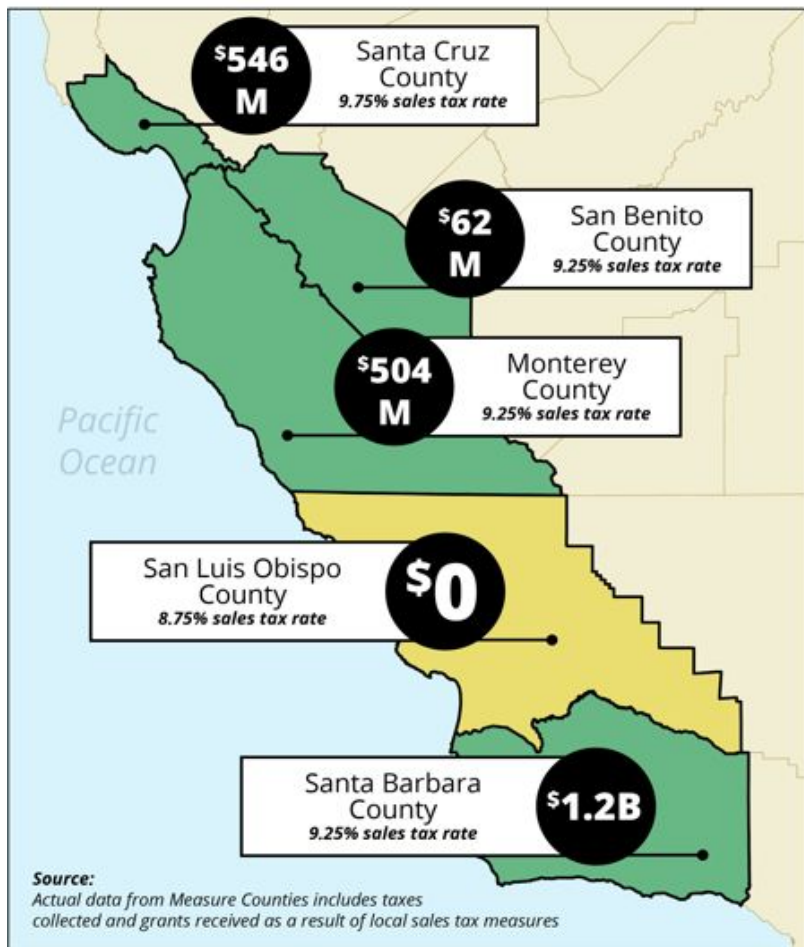 $546
M
Santa Cruz
County
9.75% sales tax rate
$62
M
San Benito
County
9.25% sales tax rate
$504
M
Monterey
County
9.25% sales tax rate
Pacific
Ocean
San Luis Obispo
County
8.75% sales tax rate
$0
Santa Barbara
County
9.25% sales tax rate
$1.2B
Source:
Actual data from Measure Counties includes taxes
collected and grants received as a result of local sales tax measures